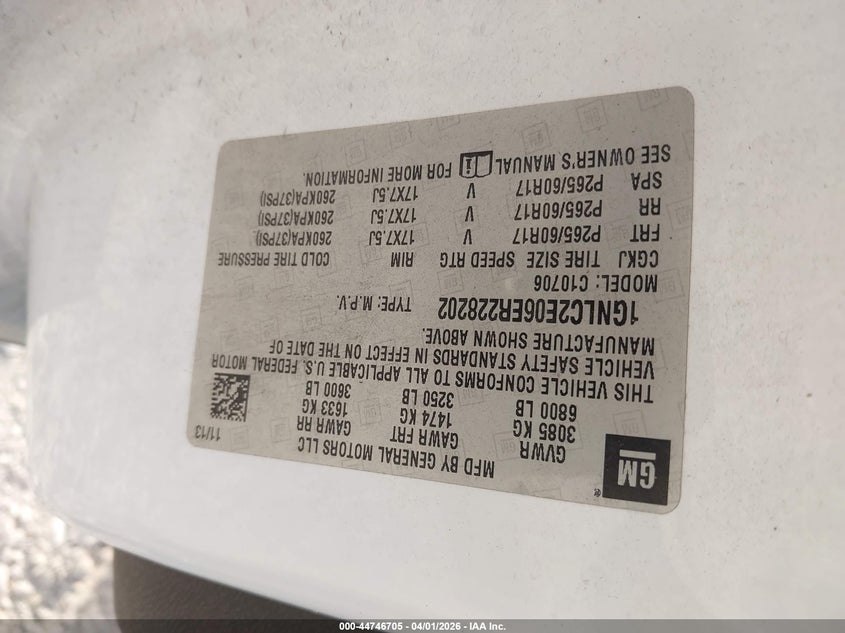 GM
®
MFD BY GENERAL MOTORS LLC
11/13
GVWR GAWR FRT GAWR RR
3085 KG 1474 KG 1633 KG
6800 LB 3250 LB 3600 LB
THIS VEHICLE CONFORMS TO ALL APPLICABLE U.S. FEDERAL MOTOR
VEHICLE SAFETY STANDARDS IN EFFECT ON THE DATE OF
MANUFACTURE SHOWN ABOVE.
1GNLC2E06ER228202 TYPE: M.P.V.
MODEL: C10706
CGKJ TIRE SIZE SPEED RTG RIM COLD TIRE PRESSURE
FRT P265/60R17 V 17X7.5J 260KPA(37PSI)
RR P265/60R17 V 17X7.5J 260KPA(37PSI)
SPA P265/60R17 V 17X7.5J 260KPA(37PSI)
SEE OWNER'S MANUAL FOR MORE INFORMATION.
000-44746705 - 04/01/2026 - IAA Inc.